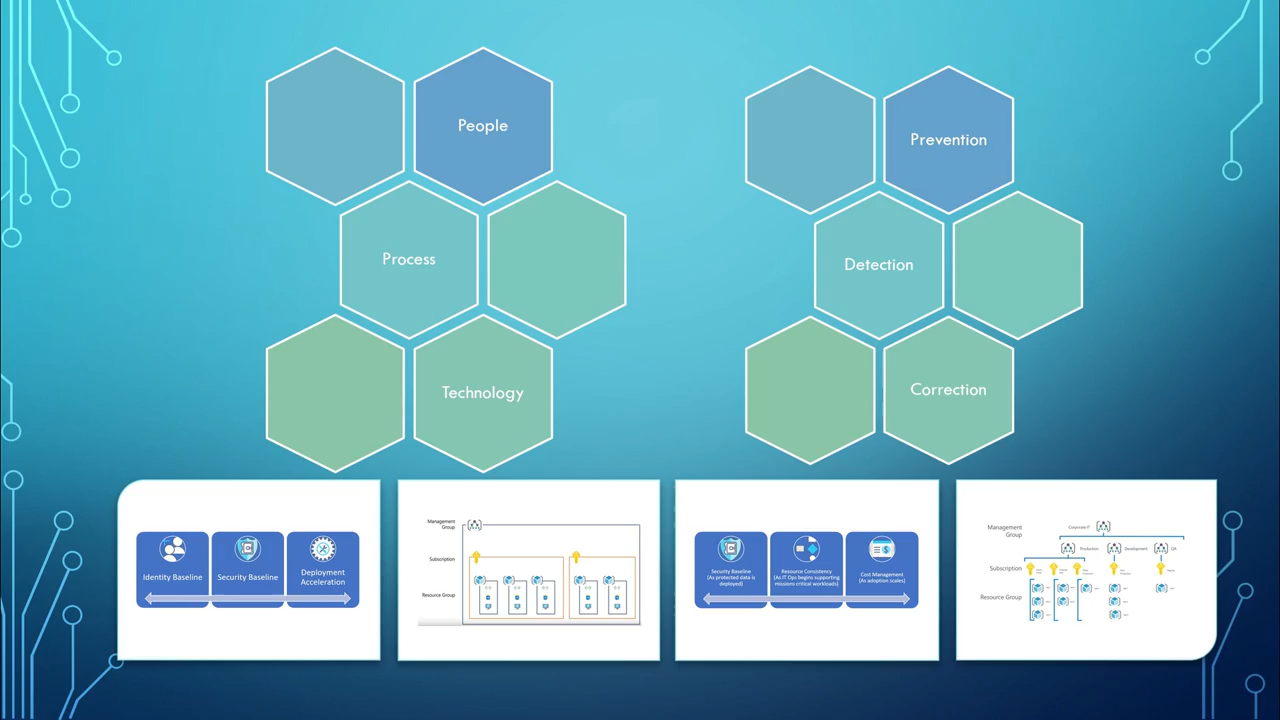 People
Process
Technology
Prevention
Detection
Correction
Identity Baseline
Security Baseline
Deployment
Acceleration
Management
Group
Subscription
Resource Group
Security Baseline
(As protected data is
deployed)
Resource Consistency
(As IT Ops begins supporting
missions critical workloads)
Cost Management
(As adoption scales)
Management
Group
Corporate IT
Production
Development
QA
Subscription
Resource Group